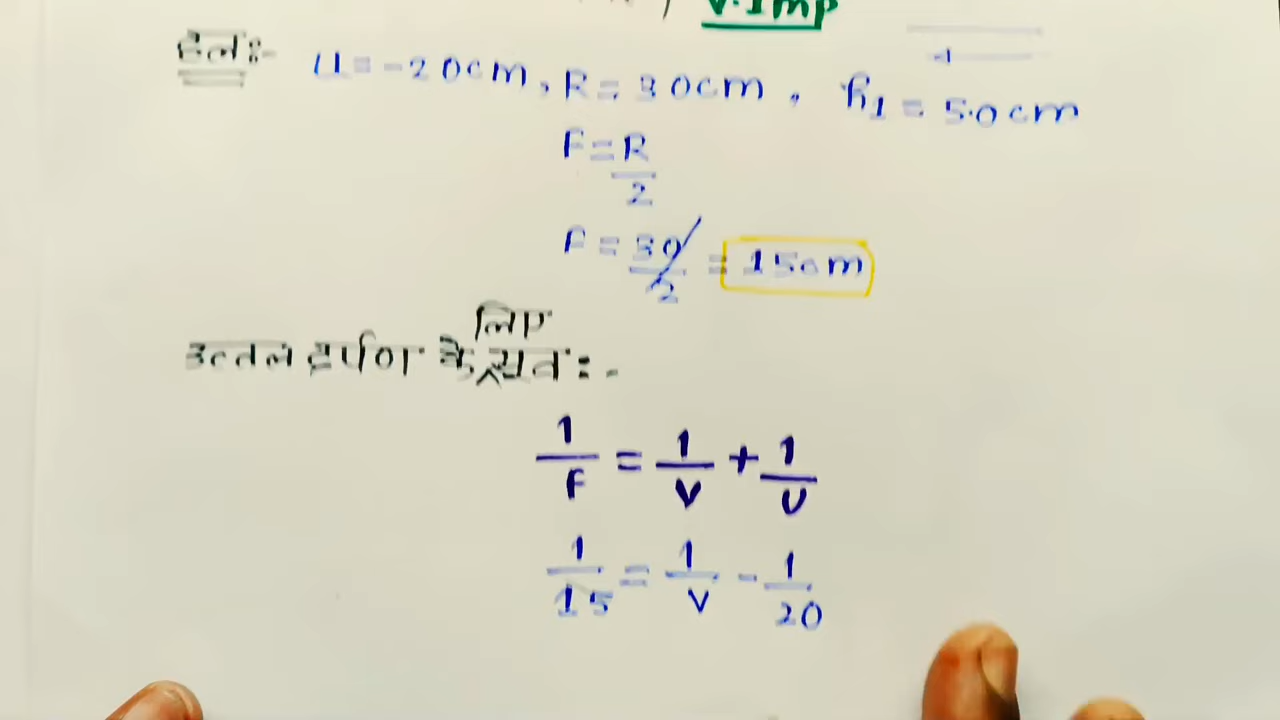 V. Imp
हल:-
u = -20cm, R = 30cm, h1 = 5.0cm
F = R/2
F = 30/2 = 15cm
लिए
उत्तल दर्पण के ^ सूत्र :-
1/F = 1/V + 1/U
1/15 = 1/V - 1/20